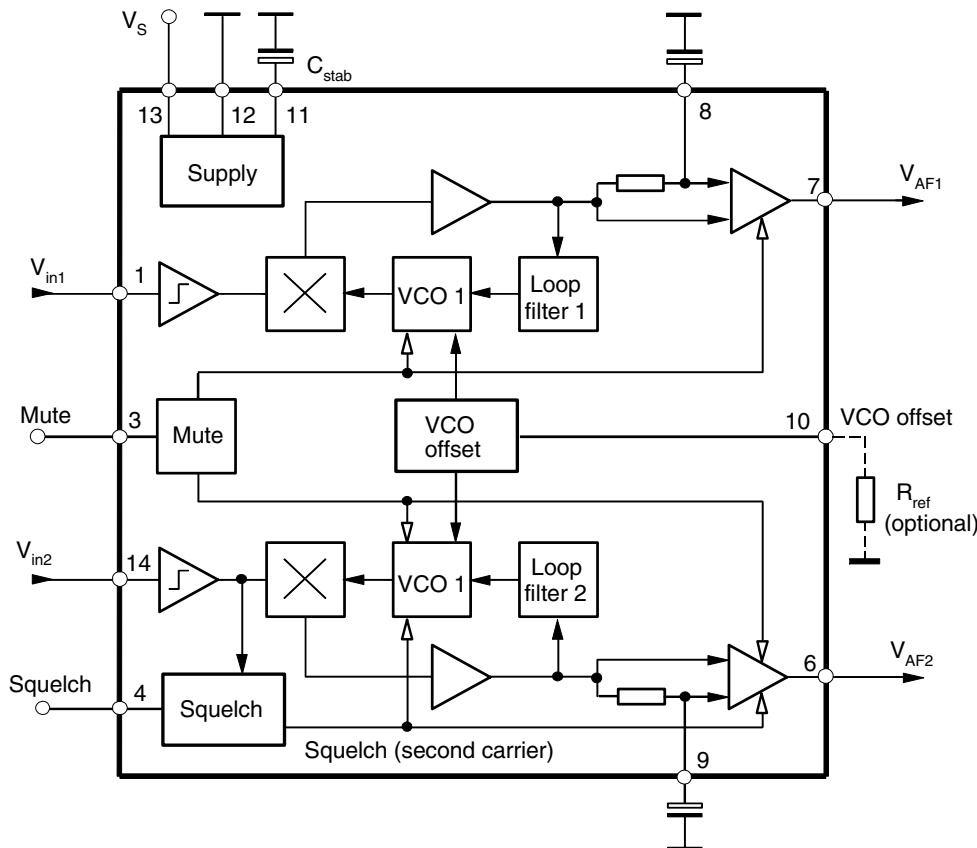 V_S
C_stab
13
12
11
8
Supply
7
V_AF1
V_in1
1
VCO 1
Loop
filter 1
Mute
3
Mute
VCO
offset
10
VCO offset
R_ref
(optional)
V_in2
14
VCO 1
Loop
filter 2
6
V_AF2
Squelch
4
Squelch
Squelch (second carrier)
9